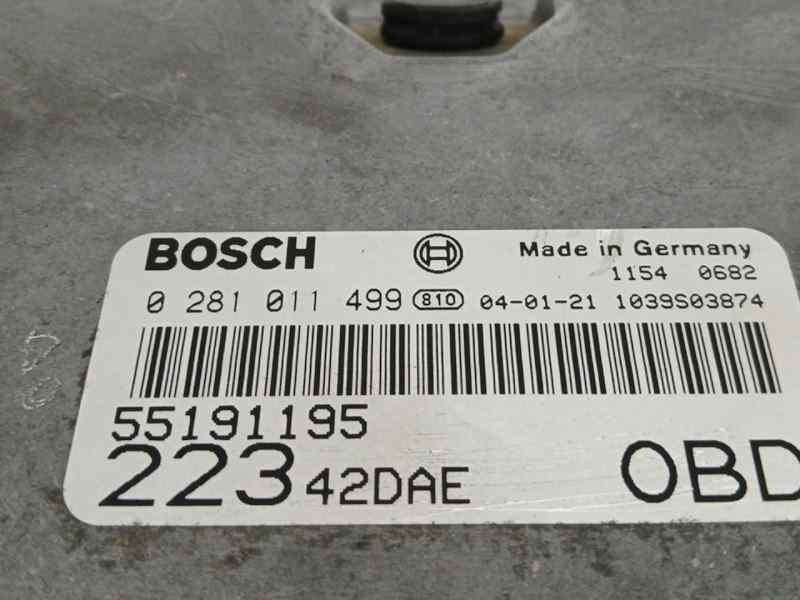 BOSCH Made in Germany
1154 0682
0 281 011 499 810 04-01-21 1039S03874
55191195
223 42DAE OBD